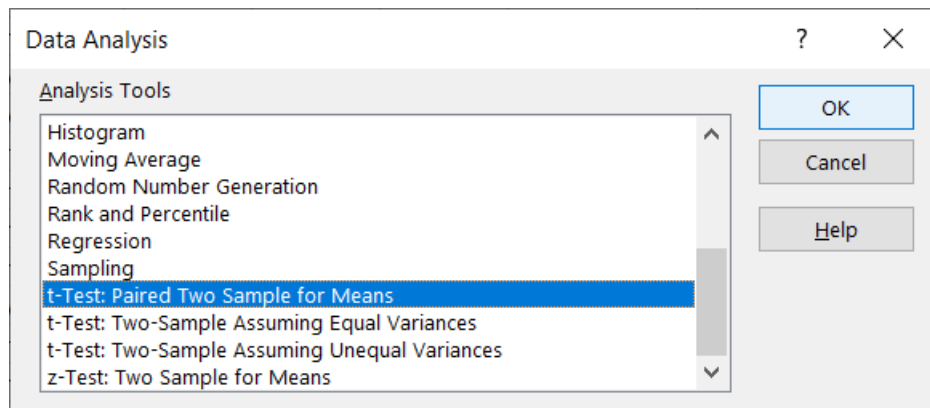 Data Analysis
?
Analysis Tools
Histogram
Moving Average
Random Number Generation
Rank and Percentile
Regression
Sampling
t-Test: Paired Two Sample for Means
t-Test: Two-Sample Assuming Equal Variances
t-Test: Two-Sample Assuming Unequal Variances
z-Test: Two Sample for Means
OK
Cancel
Help